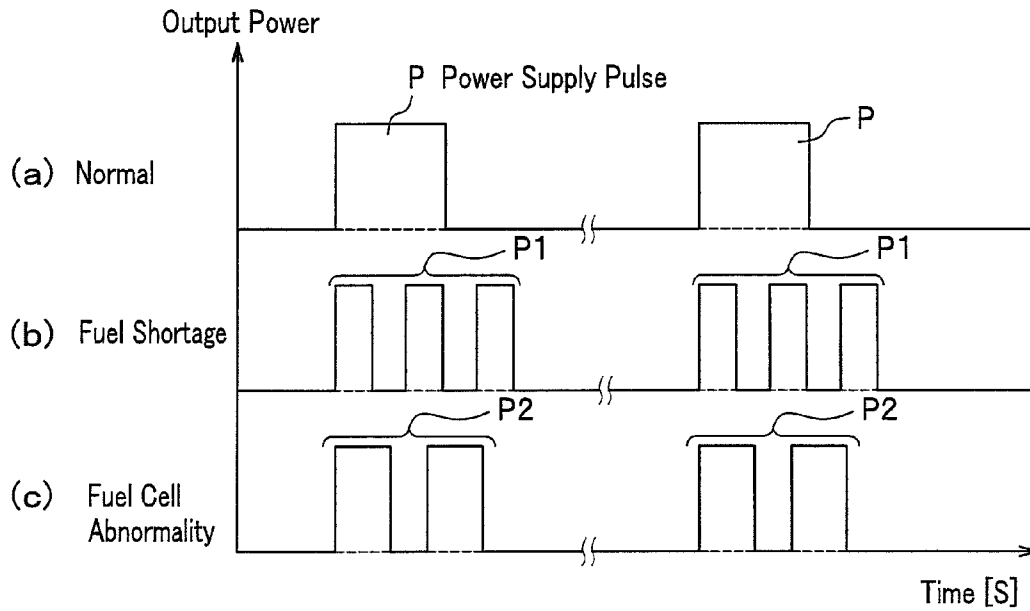 Output Power
P Power Supply Pulse
P
(a) Normal
P1
P1
(b) Fuel Shortage
P2
P2
(c) Fuel Cell
Abnormality
Time [S]